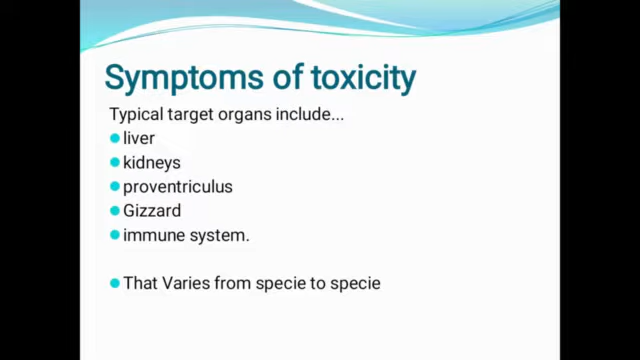 Symptoms of toxicity
Typical target organs include...
liver
kidneys
proventriculus
Gizzard
immune system.
That Varies from specie to specie